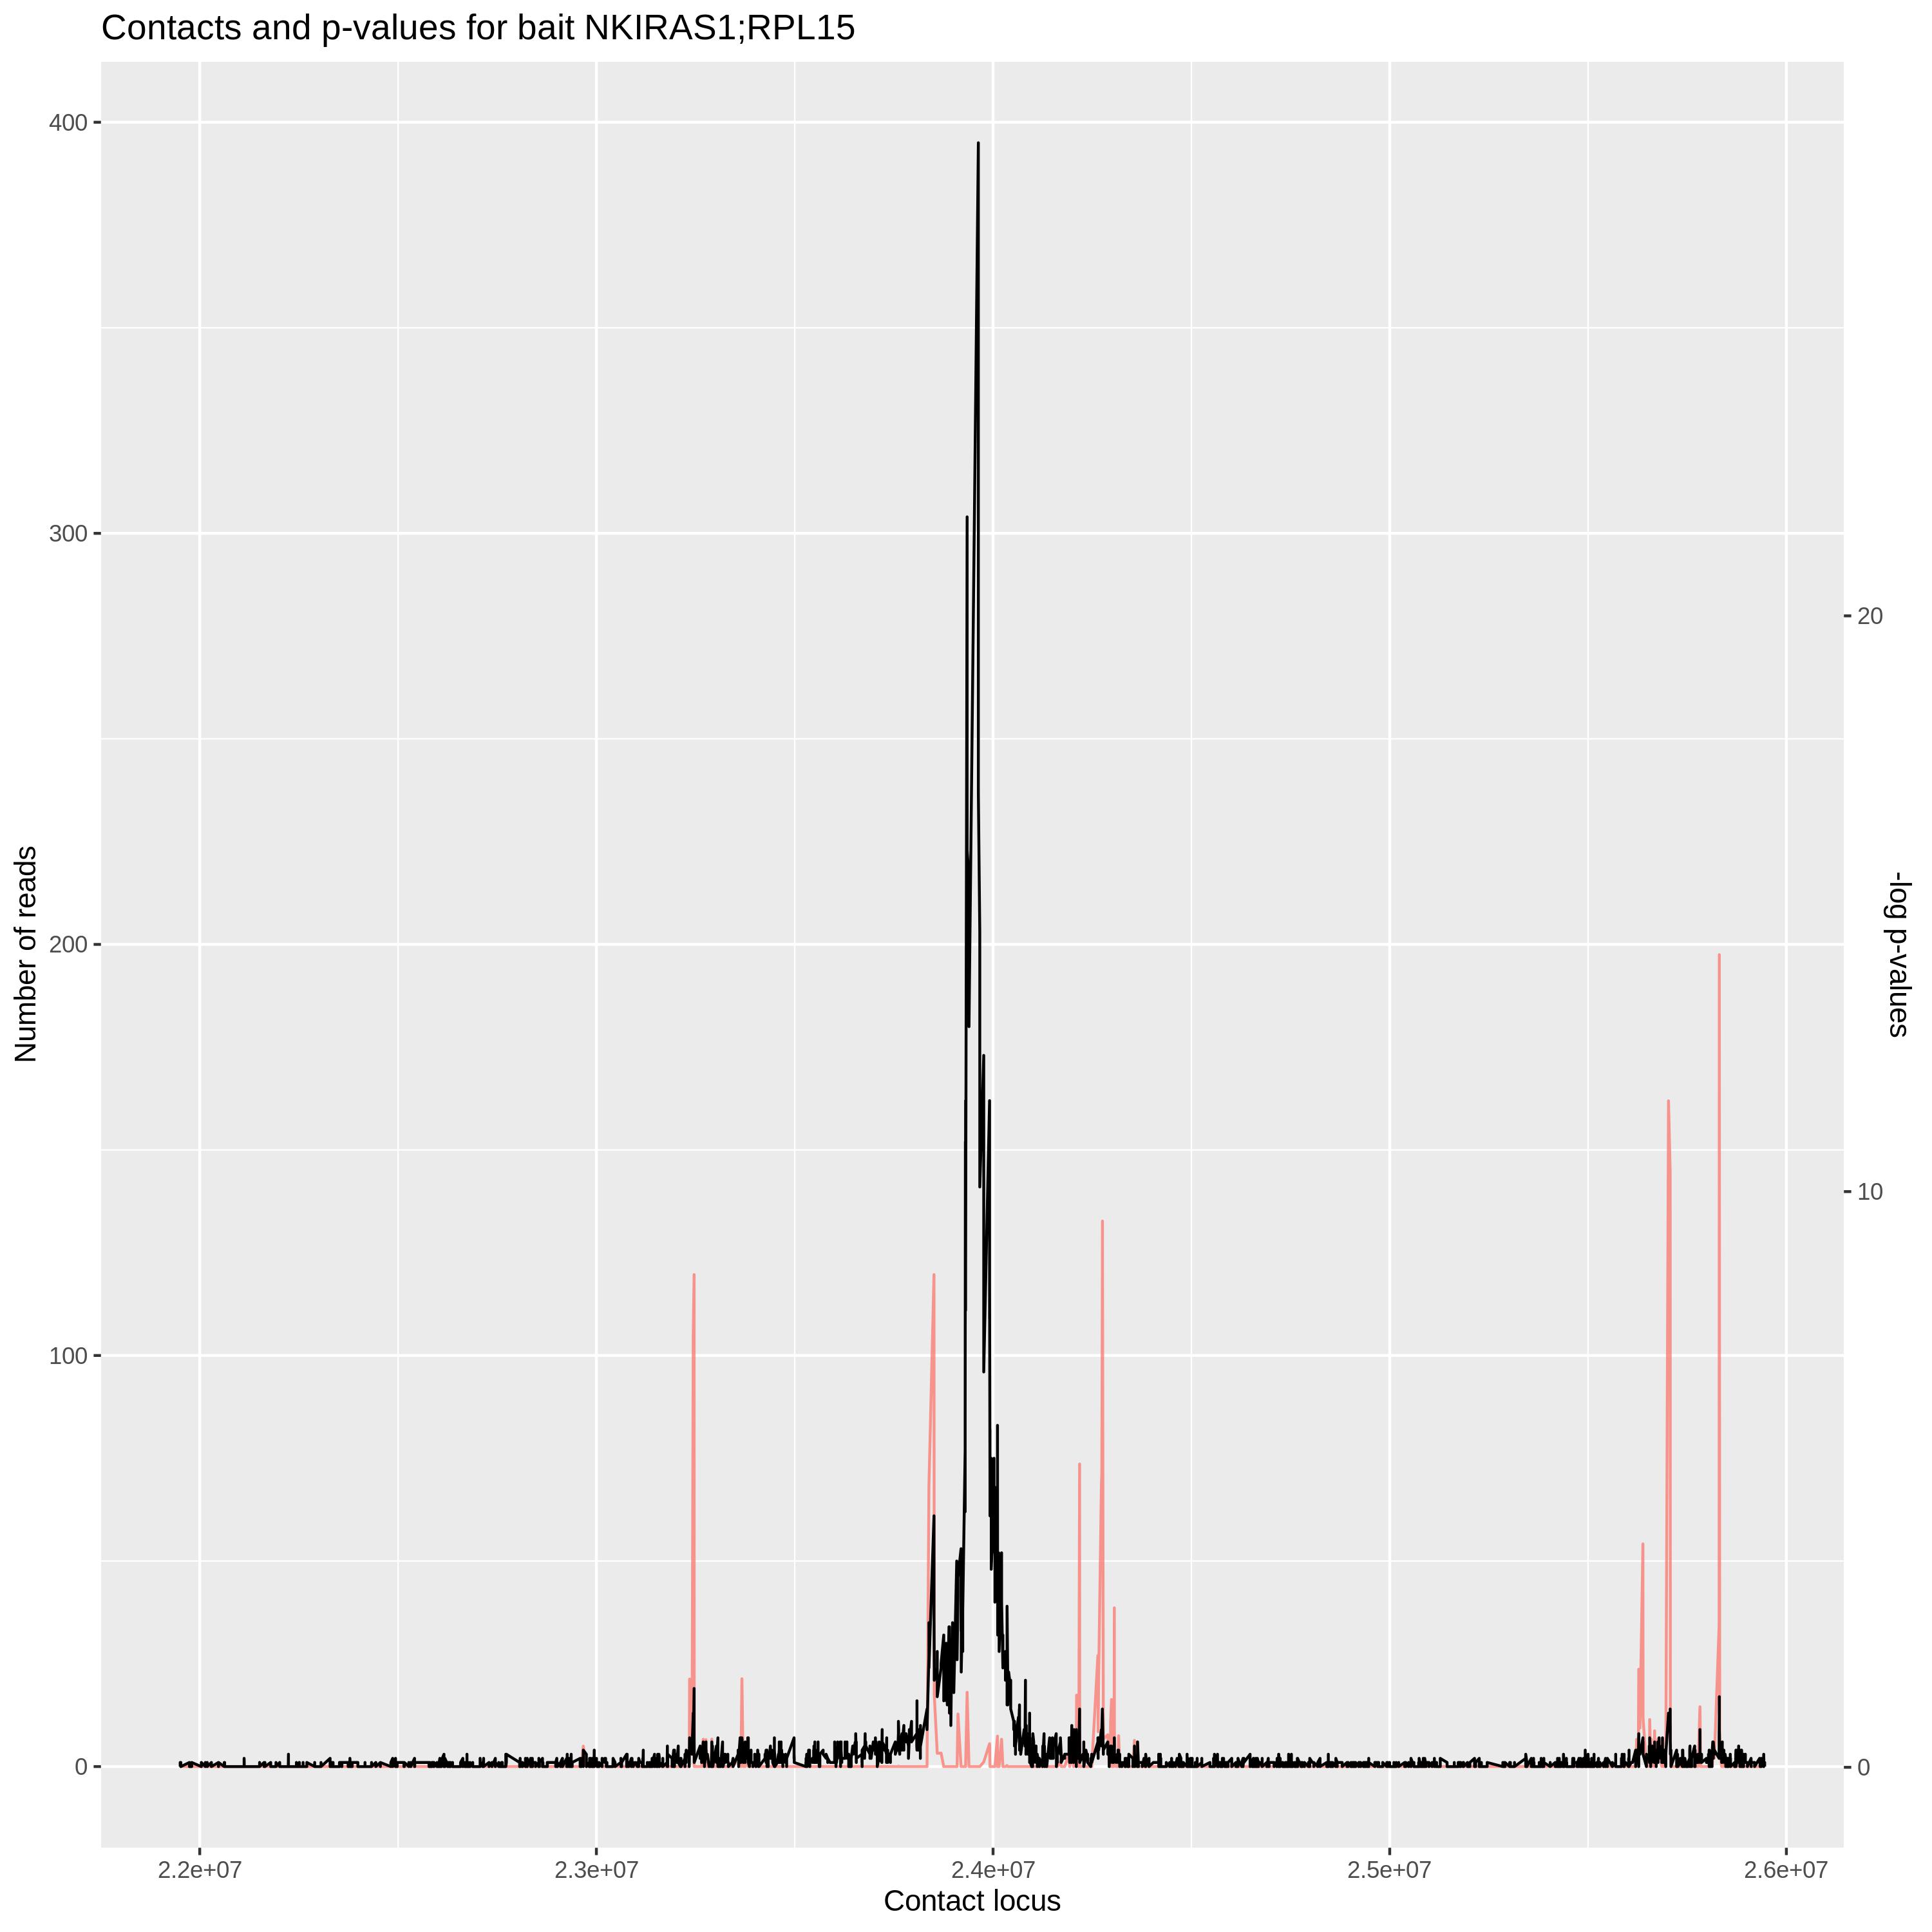 Contacts and p-values for bait NKIRAS1;RPL15
400
300
200
100
0
Number of reads
20
10
0
-log p-values
2.2e+07 2.3e+07 2.4e+07 2.5e+07 2.6e+07
Contact locus